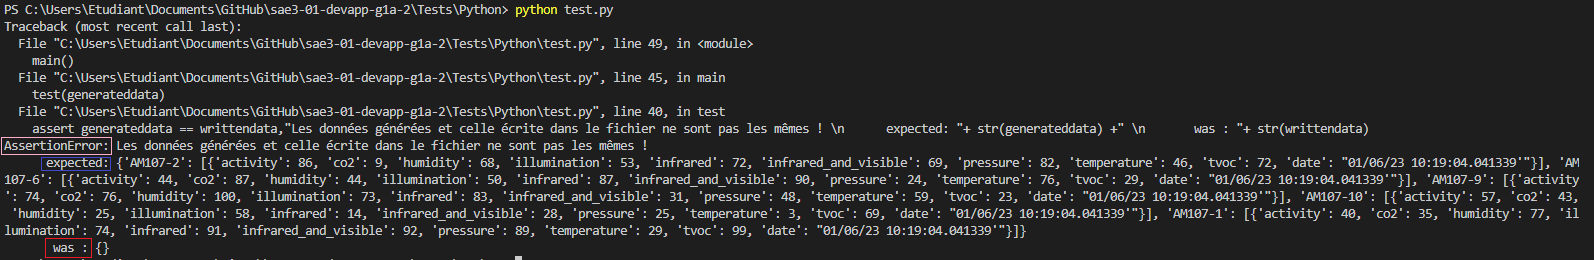 PS C:\Users\Etudiant\Documents\GitHub\sae3-01-devapp-g1a-2\Tests\Python> python test.py
Traceback (most recent call last):
  File "C:\Users\Etudiant\Documents\GitHub\sae3-01-devapp-g1a-2\Tests\Python\test.py", line 49, in <module>
    main()
  File "C:\Users\Etudiant\Documents\GitHub\sae3-01-devapp-g1a-2\Tests\Python\test.py", line 45, in main
    test(generateddata)
  File "C:\Users\Etudiant\Documents\GitHub\sae3-01-devapp-g1a-2\Tests\Python\test.py", line 40, in test
    assert generateddata == writtendata,"Les données générées et celle écrite dans le fichier ne sont pas les mêmes ! \n      expected: "+ str(generateddata) +" \n       was : "+ str(writtendata)
AssertionError: Les données générées et celle écrite dans le fichier ne sont pas les mêmes !
      expected: {'AM107-2': [{'activity': 86, 'co2': 9, 'humidity': 68, 'illumination': 53, 'infrared': 72, 'infrared_and_visible': 69, 'pressure': 82, 'temperature': 46, 'tvoc': 72, 'date': "01/06/23 10:19:04.041339'"}], 'AM
107-6': [{'activity': 44, 'co2': 87, 'humidity': 44, 'illumination': 50, 'infrared': 87, 'infrared_and_visible': 90, 'pressure': 24, 'temperature': 76, 'tvoc': 29, 'date': "01/06/23 10:19:04.041339'"}], 'AM107-9': [{'activity
': 74, 'co2': 76, 'humidity': 100, 'illumination': 73, 'infrared': 83, 'infrared_and_visible': 31, 'pressure': 48, 'temperature': 59, 'tvoc': 23, 'date': "01/06/23 10:19:04.041339'"}], 'AM107-10': [{'activity': 57, 'co2': 43,
 'humidity': 25, 'illumination': 58, 'infrared': 14, 'infrared_and_visible': 28, 'pressure': 25, 'temperature': 3, 'tvoc': 69, 'date': "01/06/23 10:19:04.041339'"}], 'AM107-1': [{'activity': 40, 'co2': 35, 'humidity': 77, 'il
lumination': 74, 'infrared': 91, 'infrared_and_visible': 92, 'pressure': 89, 'temperature': 29, 'tvoc': 99, 'date': "01/06/23 10:19:04.041339'"}]}
       was : {}